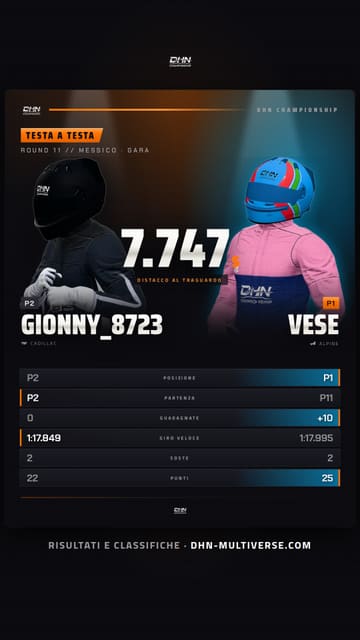 DHN
DHN
DHN CHAMPIONSHIP
TESTA A TESTA
ROUND 11 // MESSICO · GARA
DHN
DHN
7.747
DISTACCO AL TRAGUARDO
DHN
P2
P1
GIONNY_8723
VESE
CADILLAC
ALPINE
P2 POSIZIONE P1
P2 PARTENZA P11
0 GUADAGNATE +10
1:17.849 GIRO VELOCE 1:17.995
2 SOSTE 2
22 PUNTI 25
DHN
RISULTATI E CLASSIFICHE · DHN-MULTIVERSE.COM